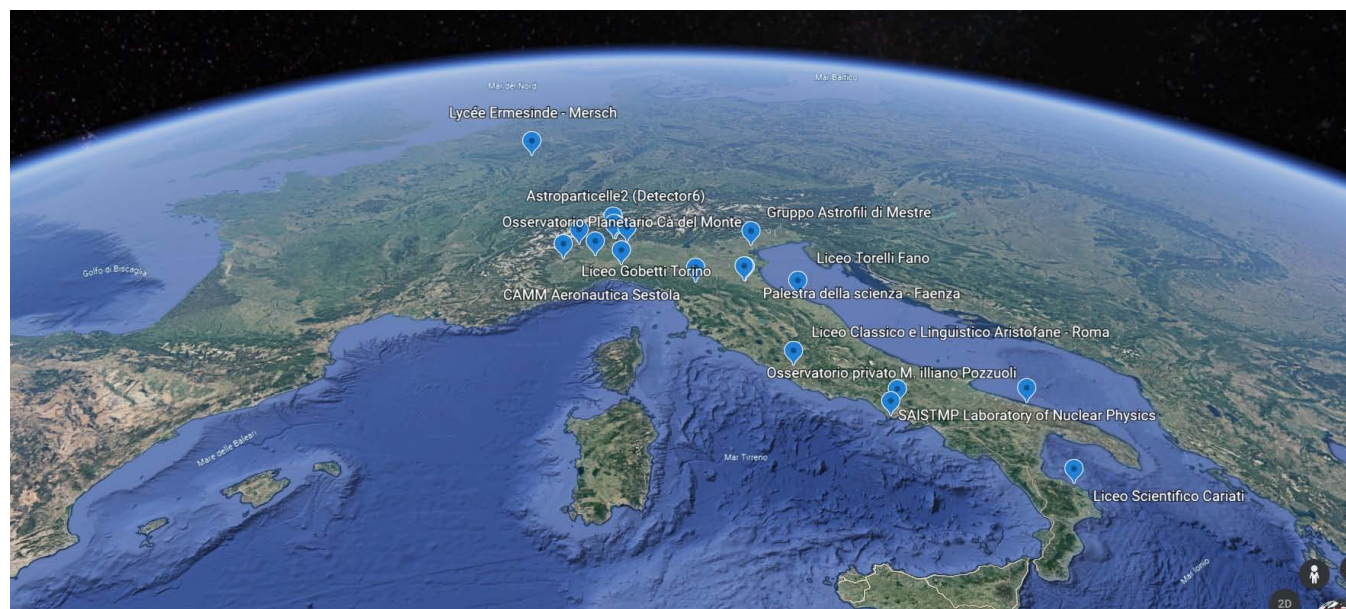 Mar del Nord
Mar Baltico
Lycée Ermesinde - Mersch
Astroparticelle2 (Detector6)
Osservatorio Planetario Cà del Monte
Gruppo Astrofili di Mestre
Golfo di Biscaglia
Liceo Gobetti Torino
Liceo Torelli Fano
CAMM Aeronautica Sestola
Palestra della scienza - Faenza
Liceo Classico e Linguistico Aristofane - Roma
Osservatorio privato M. illiano Pozzuoli
SAISTMP Laboratory of Nuclear Physics
Mare delle Baleari
Mar Tirreno
Liceo Scientifico Cariati
Mar Ionio
2D